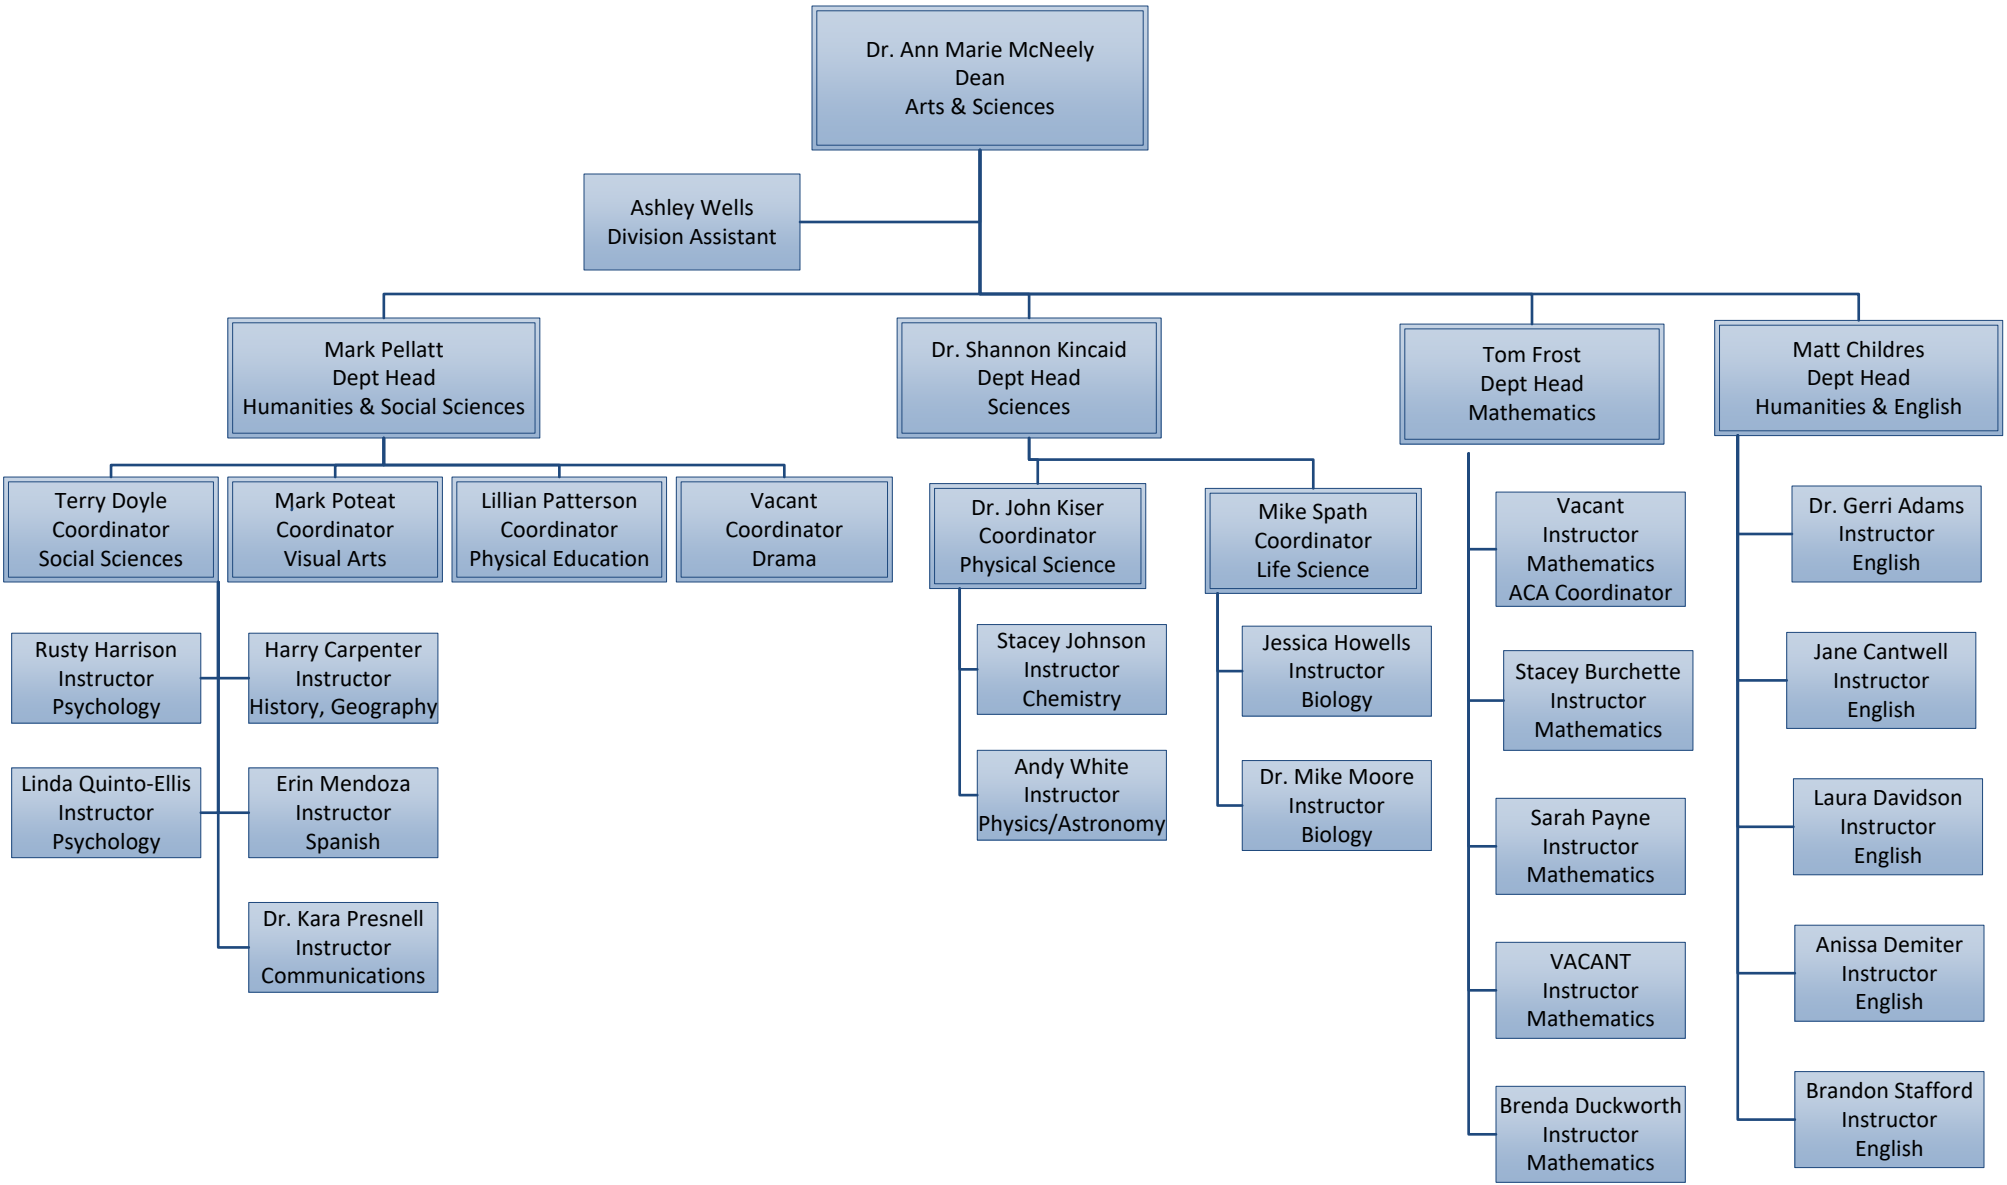 Dr. Ann Marie McNeely
Dean
Arts & Sciences
Ashley Wells
Division Assistant
Mark Pellatt
Dept Head
Humanities & Social Sciences
Dr. Shannon Kincaid
Dept Head
Sciences
Tom Frost
Dept Head
Mathematics
Matt Childres
Dept Head
Humanities & English
Terry Doyle
Coordinator
Social Sciences
Mark Poteat
Coordinator
Visual Arts
Lillian Patterson
Coordinator
Physical Education
Vacant
Coordinator
Drama
Dr. John Kiser
Coordinator
Physical Science
Mike Spath
Coordinator
Life Science
Rusty Harrison
Instructor
Psychology
Harry Carpenter
Instructor
History, Geography
Linda Quinto-Ellis
Instructor
Psychology
Erin Mendoza
Instructor
Spanish
Dr. Kara Presnell
Instructor
Communications
Stacey Johnson
Instructor
Chemistry
Andy White
Instructor
Physics/Astronomy
Jessica Howells
Instructor
Biology
Dr. Mike Moore
Instructor
Biology
Vacant
Instructor
Mathematics
ACA Coordinator
Stacey Burchette
Instructor
Mathematics
Sarah Payne
Instructor
Mathematics
VACANT
Instructor
Mathematics
Brenda Duckworth
Instructor
Mathematics
Dr. Gerri Adams
Instructor
English
Jane Cantwell
Instructor
English
Laura Davidson
Instructor
English
Anissa Demiter
Instructor
English
Brandon Stafford
Instructor
English